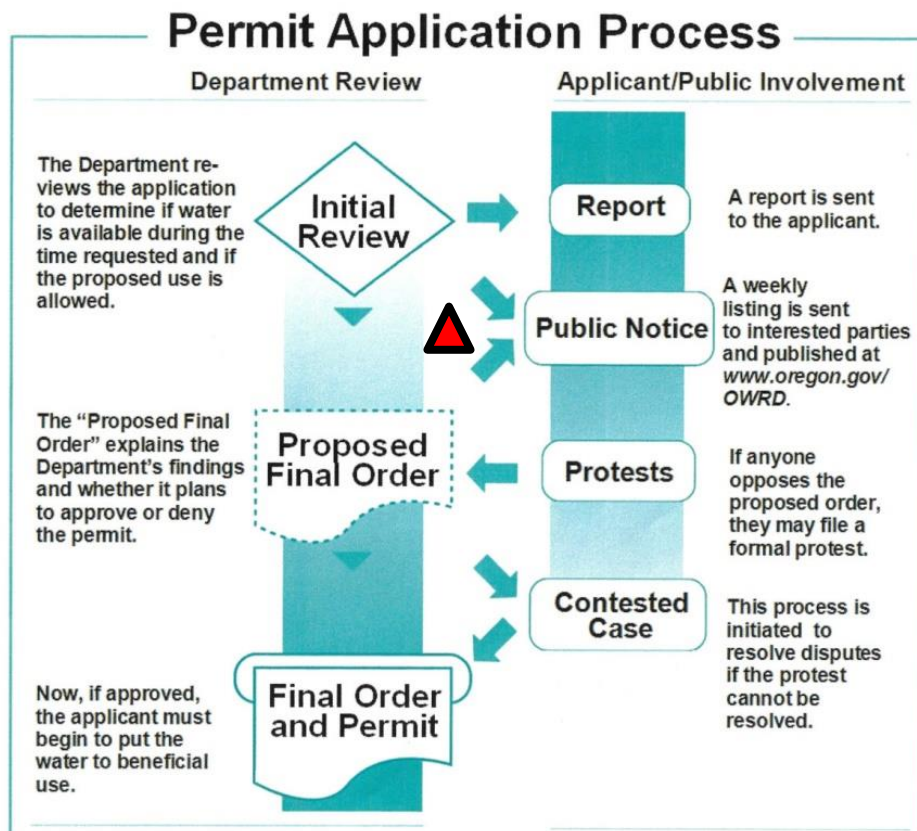 Permit Application Process
Department Review
Applicant/Public Involvement
The Department re-
views the application
to determine if water
is available during the
time requested and if
the proposed use is
allowed.
Initial
Review
Report
A report is sent
to the applicant.
Public Notice
A weekly
listing is sent
to interested parties
and published at
www.oregon.gov/
OWRD.
The “Proposed Final
Order” explains the
Department’s findings
and whether it plans
to approve or deny
the permit.
Proposed
Final Order
Protests
If anyone
opposes the
proposed order,
they may file a
formal protest.
Contested
Case
This process is
initiated to
resolve disputes
if the protest
cannot be
resolved.
Now, if approved,
the applicant must
begin to put the
water to beneficial
use.
Final Order
and Permit